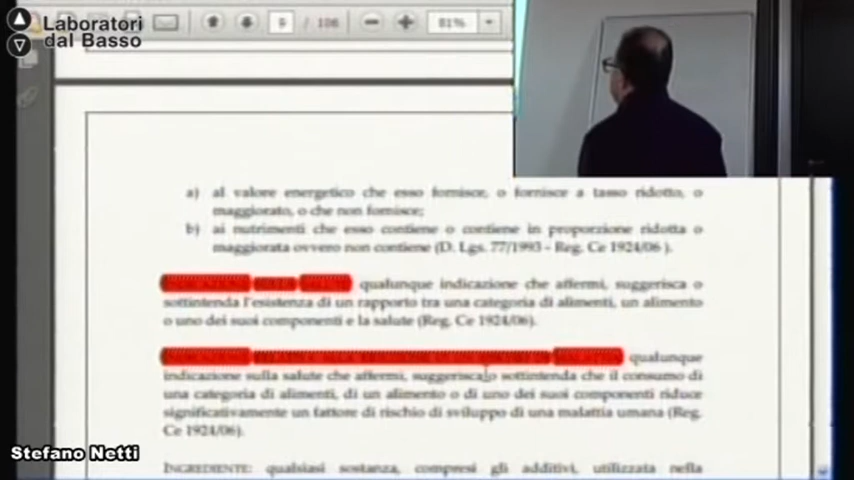 Laboratori
dal Basso
9 / 106
81%
a) al valore energetico che esso fornisce, o fornisce a tasso ridotto, o
maggiorato, o che non fornisce;
b) ai nutrimenti che esso contiene o contiene in proporzione ridotta o
maggiorata ovvero non contiene (D. Lgs. 77/1993 - Reg. Ce 1924/06 ).
qualunque indicazione che affermi, suggerisca o
sottintenda l'esistenza di un rapporto tra una categoria di alimenti, un alimento
o uno dei suoi componenti e la salute (Reg. Ce 1924/06).
qualunque
indicazione sulla salute che affermi, suggerisca o sottintenda che il consumo di
una categoria di alimenti, di un alimento o di uno dei suoi componenti riduce
significativamente un fattore di rischio di sviluppo di una malattia umana (Reg.
Ce 1924/06).
Stefano Netti
INGREDIENTE: qualsiasi sostanza, compresi gli additivi, utilizzata nella